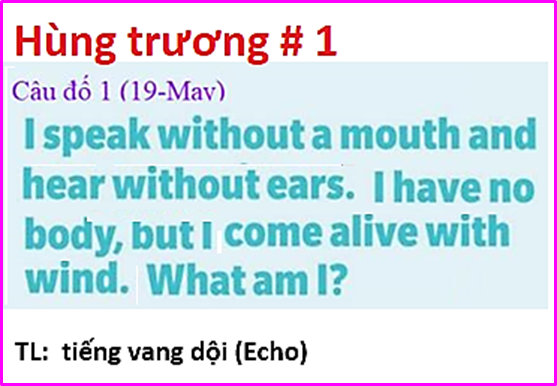 Hùng trương # 1
Câu đố 1 (19-May)
I speak without a mouth and
hear without ears. I have no
body, but I come alive with
wind. What am I?
TL: tiếng vang dội (Echo)